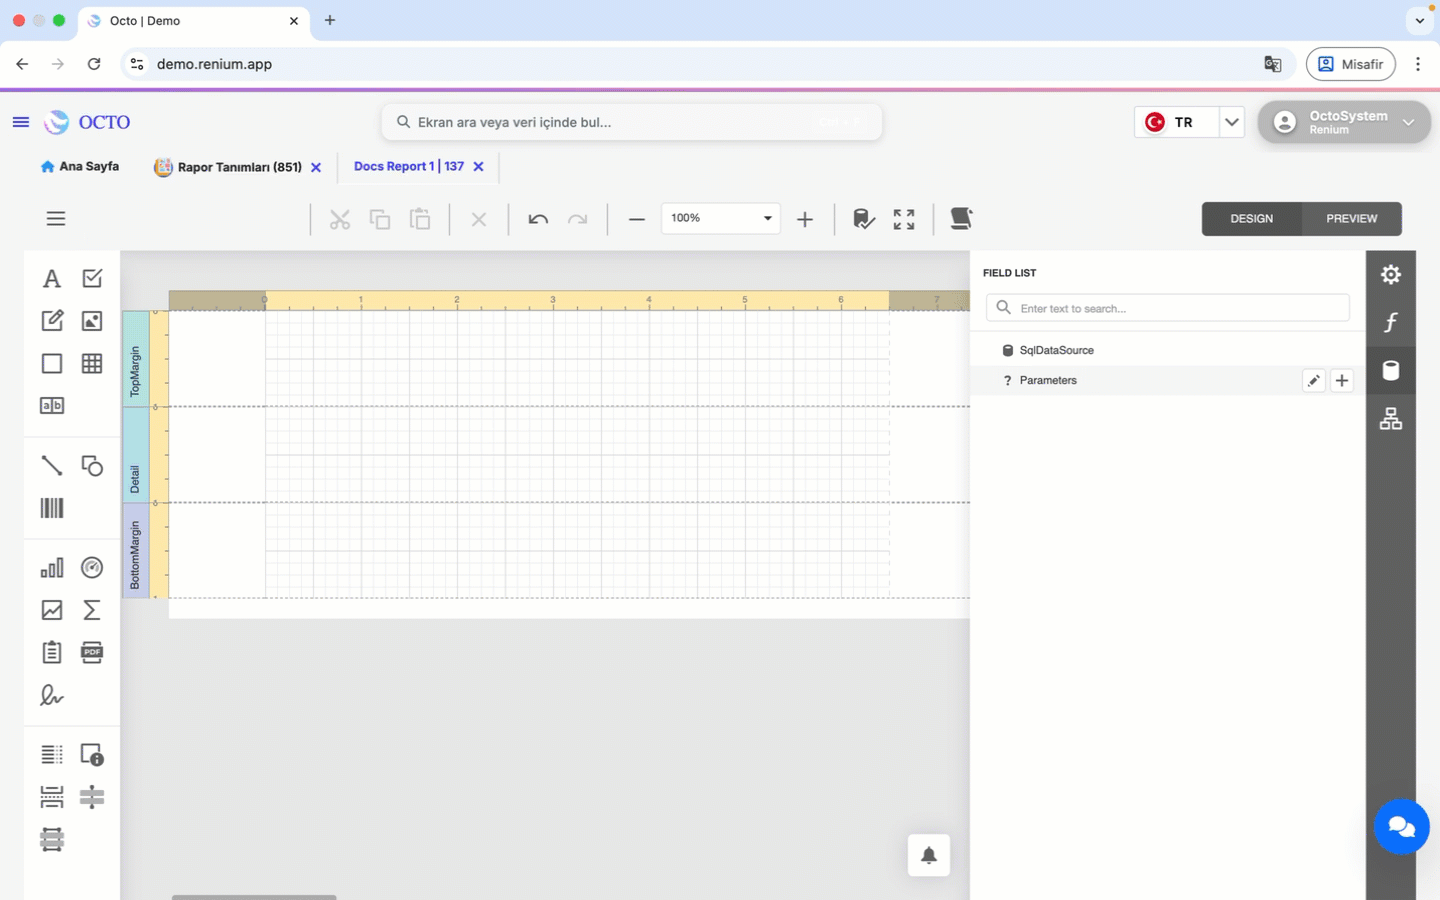 Octo | Demo
demo.renium.app
Misafir
OCTO
Ekran ara veya veri içinde bul...
TR
OctoSystem
Renium
Ana Sayfa
Rapor Tanımları (851)
Docs Report 1 | 137
100%
DESIGN
PREVIEW
FIELD LIST
Enter text to search...
SqlDataSource
? Parameters
0 1 2 3 4 5 6 7
TopMargin
Detail
BottomMargin
A
a b
PDF
f